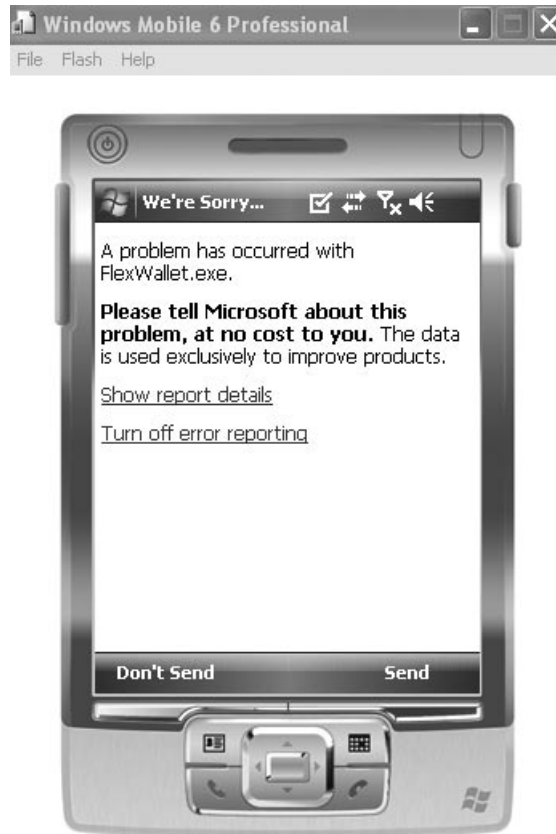 Windows Mobile 6 Professional
File Flash Help
We're Sorry...
A problem has occurred with
FlexWallet.exe.
Please tell Microsoft about this
problem, at no cost to you. The data
is used exclusively to improve products.
Show report details
Turn off error reporting
Don't Send Send